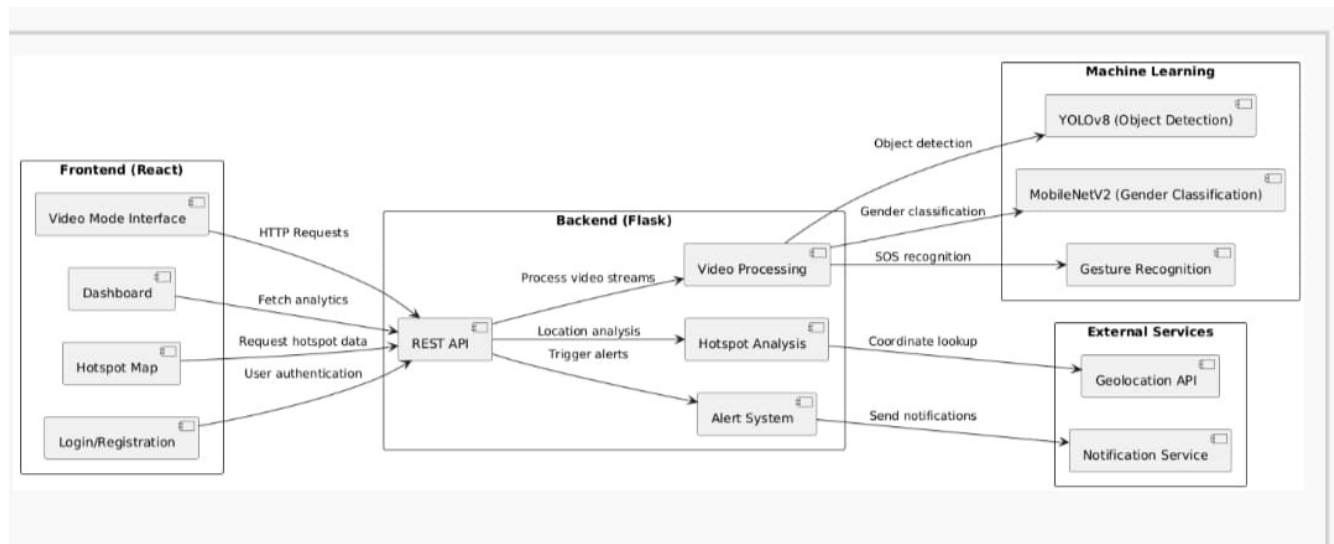 Frontend (React)
Video Mode Interface
Dashboard
Hotspot Map
Login/Registration
HTTP Requests
Fetch analytics
Request hotspot data
User authentication
Backend (Flask)
REST API
Process video streams
Location analysis
Trigger alerts
Video Processing
Hotspot Analysis
Alert System
Object detection
Gender classification
SOS recognition
Coordinate lookup
Send notifications
Machine Learning
YOLOv8 (Object Detection)
MobileNetV2 (Gender Classification)
Gesture Recognition
External Services
Geolocation API
Notification Service